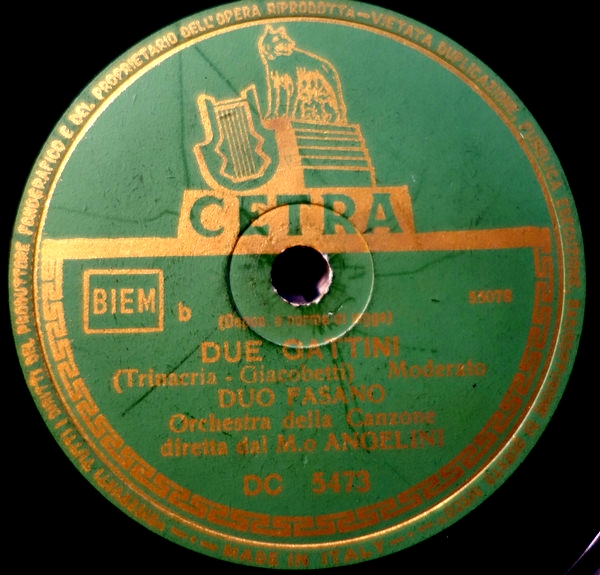 DEL PRODUTTORE FONOGRAFICO E DEL PROPRIETARIO DELL'OPERA RIPRODOTTA - VIETATA DUPLICAZIONE, PUBBLICA
CETRA
BIEM
b
DUE GATTINI
(Trinacria - Giacobetti) Moderato
DUO FASANO
Orchestra della Canzone
diretta dal M.o ANGELINI
DC 5473
MADE IN ITALY